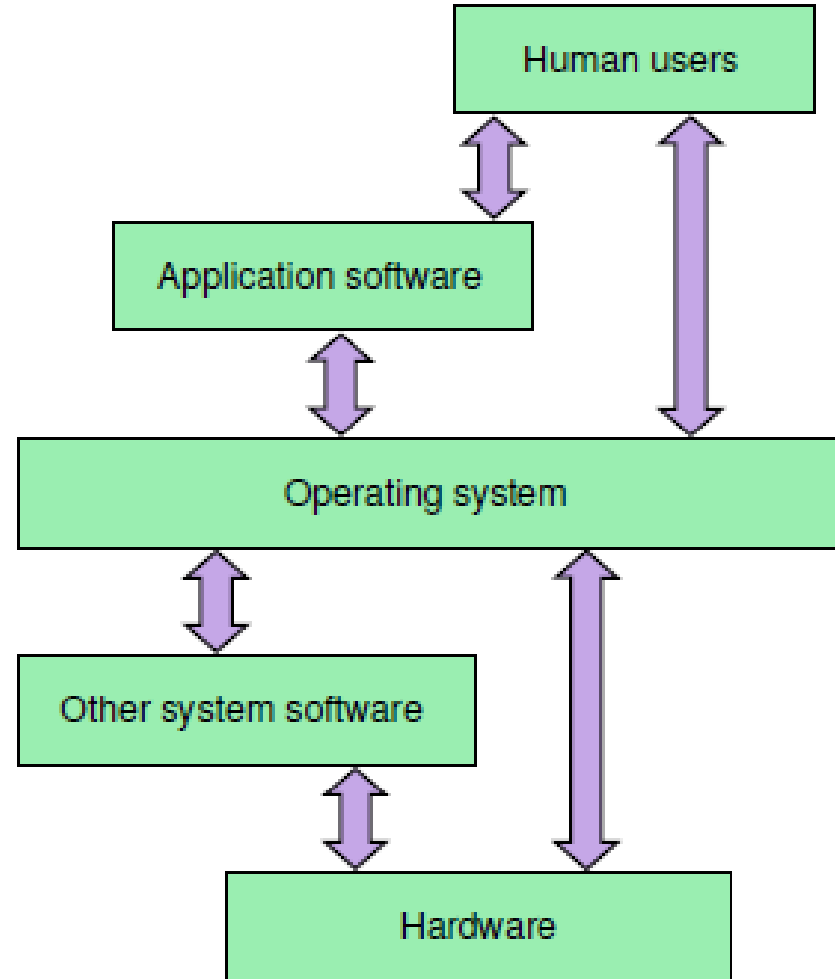 Human users
Application software
Operating system
Other system software
Hardware